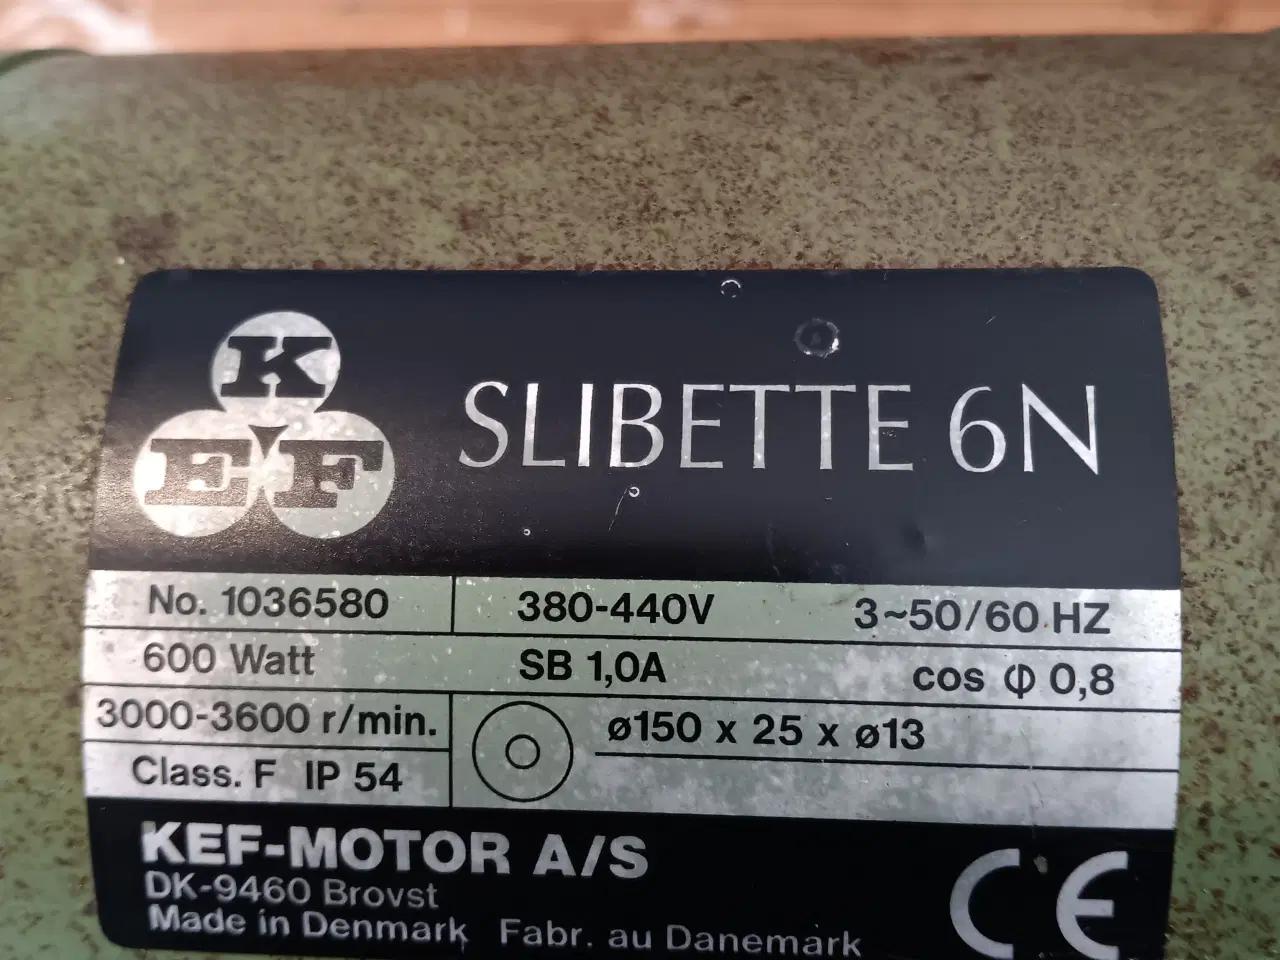 K
EF
SLIBETTE 6N
No. 1036580 380-440V 3~50/60 HZ
600 Watt SB 1,0A cos φ 0,8
3000-3600 r/min. ø150 x 25 x ø13
Class. F IP 54
KEF-MOTOR A/S
DK-9460 Brovst
Made in Denmark Fabr. au Danemark
CE